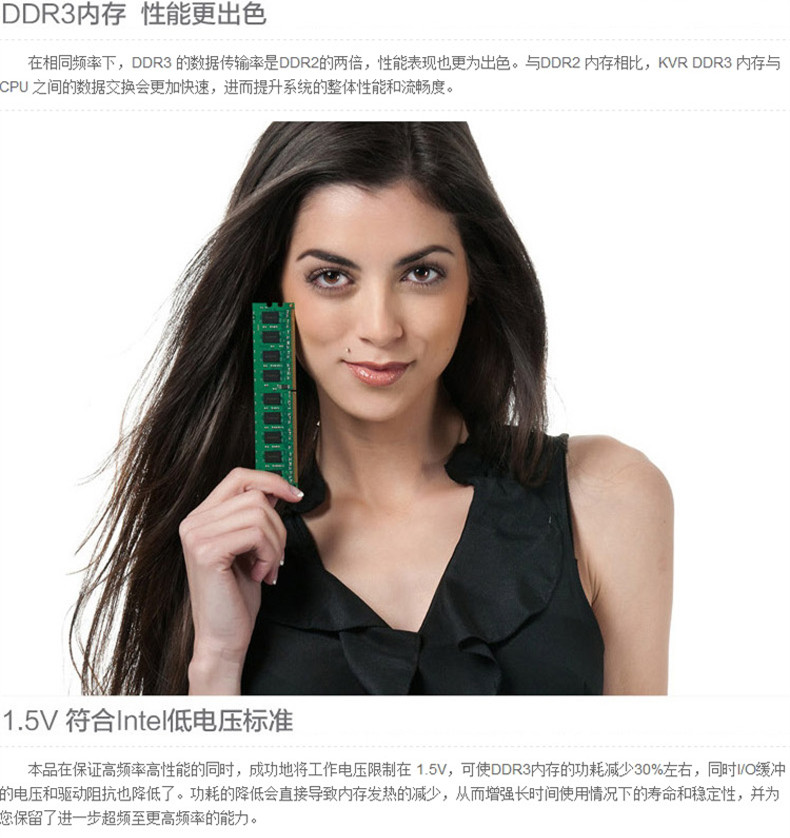 DDR3内存 性能更出色
在相同频率下，DDR3 的数据传输率是DDR2的两倍，性能表现也更为出色。与DDR2 内存相比，KVR DDR3 内存与
CPU 之间的数据交换会更加快速，进而提升系统的整体性能和流畅度。
1.5V 符合Intel低电压标准
本品在保证高频率高性能的同时，成功地将工作电压限制在 1.5V，可使DDR3内存的功耗减少30%左右，同时I/O缓冲
的电压和驱动阻抗也降低了。功耗的降低会直接导致内存发热的减少，从而增强长时间使用情况下的寿命和稳定性，并为
您保留了进一步超频至更高频率的能力。